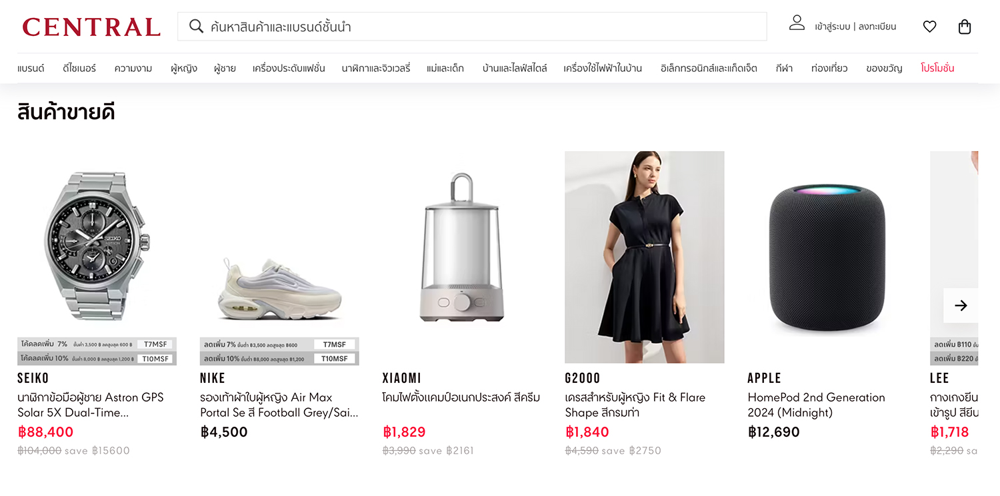 CENTRAL
ค้นหาสินค้าและแบรนด์ชั้นนำ
เข้าสู่ระบบ | ลงทะเบียน
แบรนด์ ดีไซเนอร์ ความงาม ผู้หญิง ผู้ชาย เครื่องประดับแฟชั่น นาฬิกาและจิวเวลรี่ แม่และเด็ก บ้านและไลฟ์สไตล์ เครื่องใช้ไฟฟ้าในบ้าน อิเล็กทรอนิกส์และแก็ดเจ็ต กีฬา ท่องเที่ยว ของขวัญ โปรโมชั่น
สินค้าขายดี
SEIKO
ASTRON
โค้ดลดเพิ่ม 7% ขั้นต่ำ 3,500 ฿ ลดสูงสุด 600 ฿ T7MSF
โค้ดลดเพิ่ม 10% ขั้นต่ำ 8,000 ฿ ลดสูงสุด 1,200 ฿ T10MSF
SEIKO
นาฬิกาข้อมือผู้ชาย Astron GPS
Solar 5X Dual-Time...
฿88,400
฿104,000 save ฿15600
ลดเพิ่ม 7% ขั้นต่ำ ฿3,500 ลดสูงสุด ฿600 T7MSF
ลดเพิ่ม 10% ขั้นต่ำ ฿8,000 ลดสูงสุด ฿1,200 T10MSF
NIKE
รองเท้าผ้าใบผู้หญิง Air Max
Portal Se สี Football Grey/Sai...
฿4,500
XIAOMI
โคมไฟตั้งแคมป์อเนกประสงค์ สีครีม
฿1,829
฿3,990 save ฿2161
G2000
เดรสสำหรับผู้หญิง Fit & Flare
Shape สีกรมท่า
฿1,840
฿4,590 save ฿2750
APPLE
HomePod 2nd Generation
2024 (Midnight)
฿12,690
ลดเพิ่ม ฿110
ลดเพิ่ม ฿220
LEE
กางเกงยีน
เข้ารูป สียีน
฿1,718
฿2,290 sa